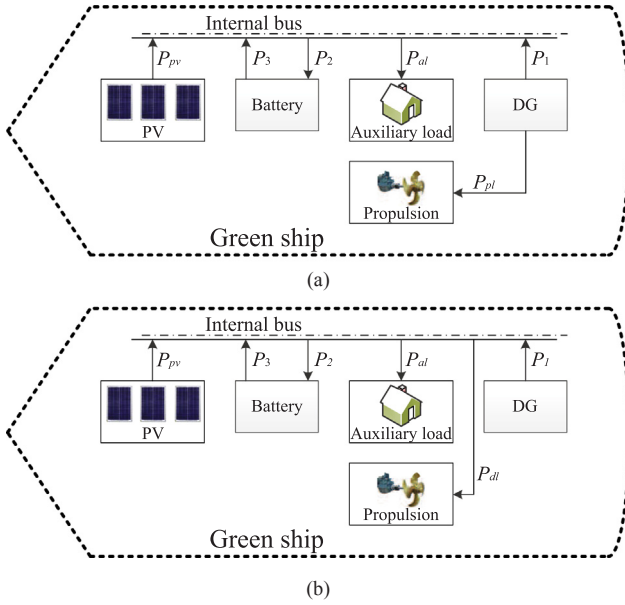 Internal bus
Ppv P3 P2 Pal P1
Battery DG
PV Auxiliary load
Ppl
Propulsion
Green ship
(a)
Internal bus
Ppv P3 P2 Pal P1
Battery DG
PV Auxiliary load
Pdl
Propulsion
Green ship
(b)